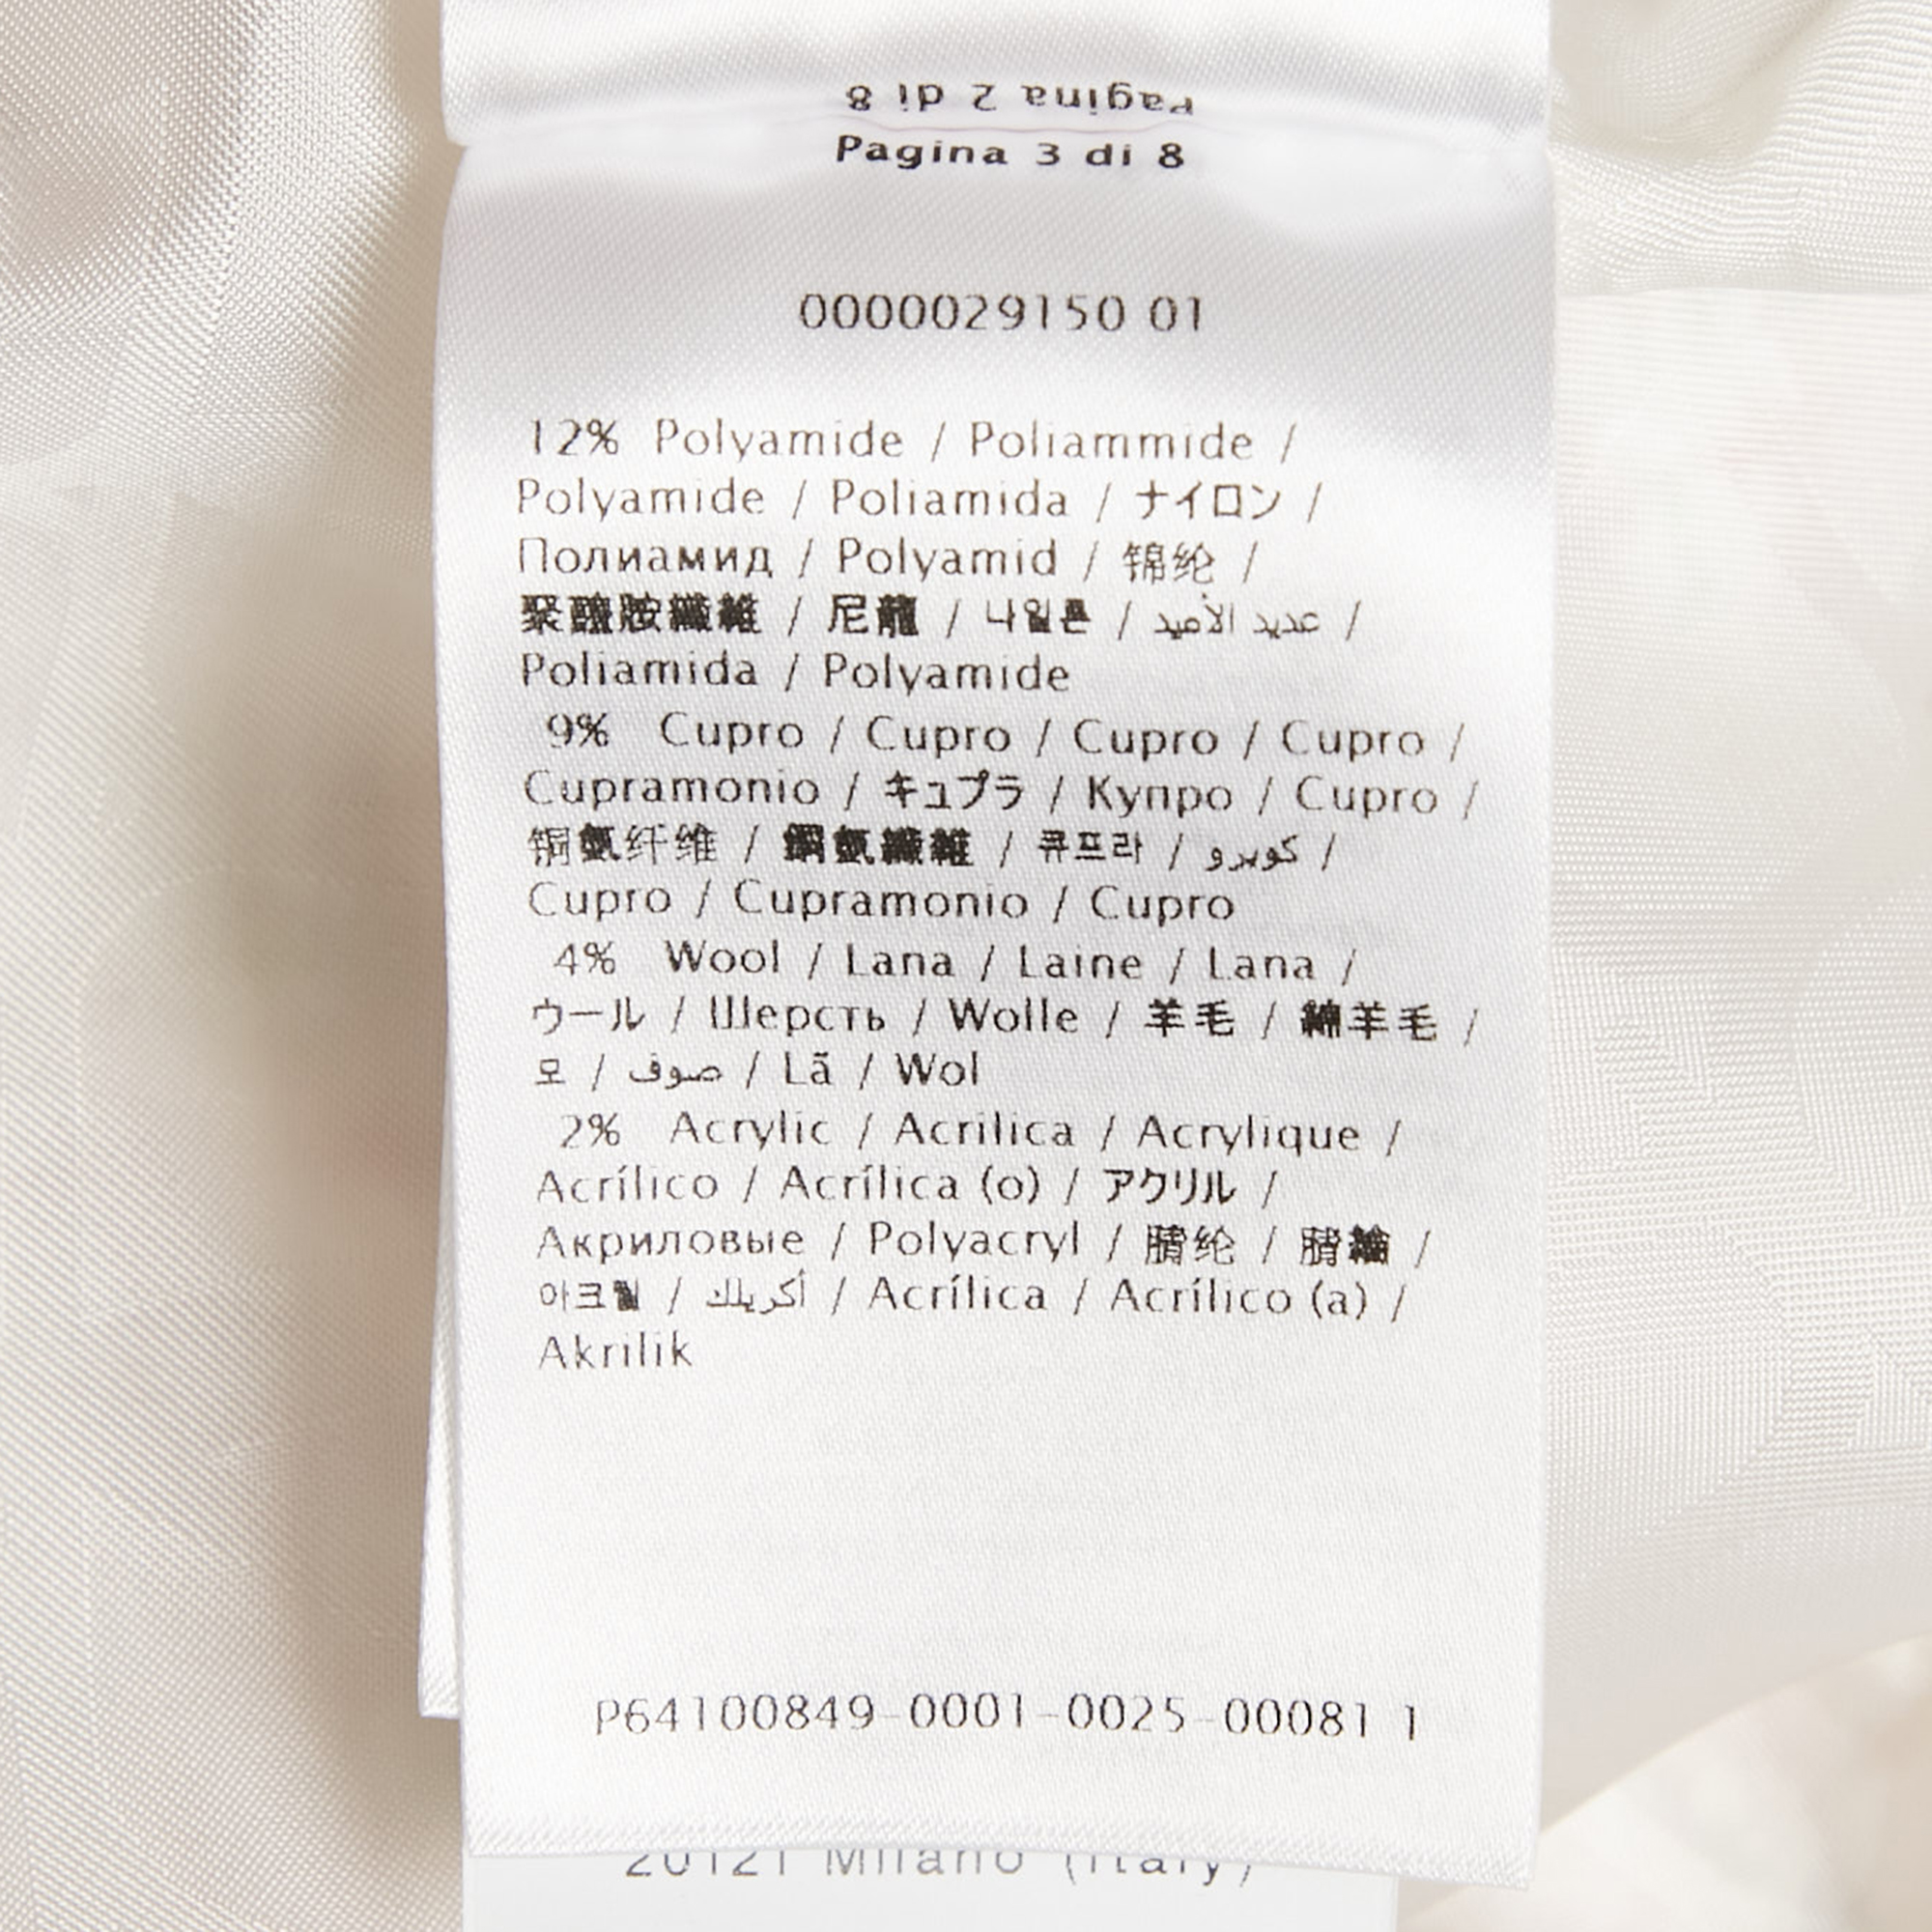 Pagina 2 di 8
Pagina 3 di 8
0000029150 01
12% Polyamide / Poliammide /
Polyamide / Poliamida / ナイロン /
Полиамид / Polyamid / 锦纶 /
聚醯胺纖維 / 尼龍 / 나일론 / عديد الأميد /
Poliamida / Polyamide
9% Cupro / Cupro / Cupro / Cupro /
Cupramonio / キュプラ / Купро / Cupro /
铜氨纤维 / 銅氨纖維 / 큐프라 / كوبرو /
Cupro / Cupramonio / Cupro
4% Wool / Lana / Laine / Lana /
ウール / Шерсть / Wolle / 羊毛 / 綿羊毛 /
모 / صوف / Lã / Wol
2% Acrylic / Acrilica / Acrylique /
Acrílico / Acrílica (o) / アクリル /
Акриловые / Polyacryl / 腈纶 / 腈綸 /
아크릴 / أكريلك / Acrílica / Acrílico (a) /
Akrilik
P64100849-0001-0025-00081 1
20121 Milano (Italy)